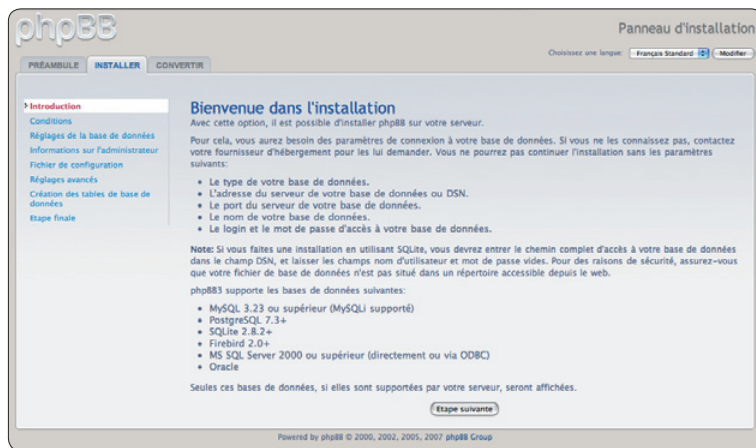 phpBB
Panneau d'installation
Choisissez une langue: Français Standard Modifier
PRÉAMBULE INSTALLER CONVERTIR
Introduction
Conditions
Réglages de la base de données
Informations sur l'administrateur
Fichier de configuration
Réglages avancés
Création des tables de base de
données
Etape finale
Bienvenue dans l'installation
Avec cette option, il est possible d'installer phpBB sur votre serveur.
Pour cela, vous aurez besoin des paramètres de connexion à votre base de données. Si vous ne les connaissez pas, contactez
votre fournisseur d'hébergement pour les lui demander. Vous ne pourrez pas continuer l'installation sans les paramètres
suivants:
• Le type de votre base de données.
• L'adresse du serveur de votre base de données ou DSN.
• Le port du serveur de votre base de données.
• Le nom de votre base de données.
• Le login et le mot de passe d'accès à votre base de données.
Note: Si vous faites une installation en utilisant SQLite, vous devrez entrer le chemin complet d'accès à votre base de données
dans le champ DSN, et laisser les champs nom d'utilisateur et mot de passe vides. Pour des raisons de sécurité, assurez-vous
que votre fichier de base de données n'est pas situé dans un répertoire accessible depuis le web.
phpBB3 supporte les bases de données suivantes:
• MySQL 3.23 ou supérieur (MySQLi supporté)
• PostgreSQL 7.3+
• SQLite 2.8.2+
• Firebird 2.0+
• MS SQL Server 2000 ou supérieur (directement ou via ODBC)
• Oracle
Seules ces bases de données, si elles sont supportées par votre serveur, seront affichées.
Etape suivante
Powered by phpBB © 2000, 2002, 2005, 2007 phpBB Group